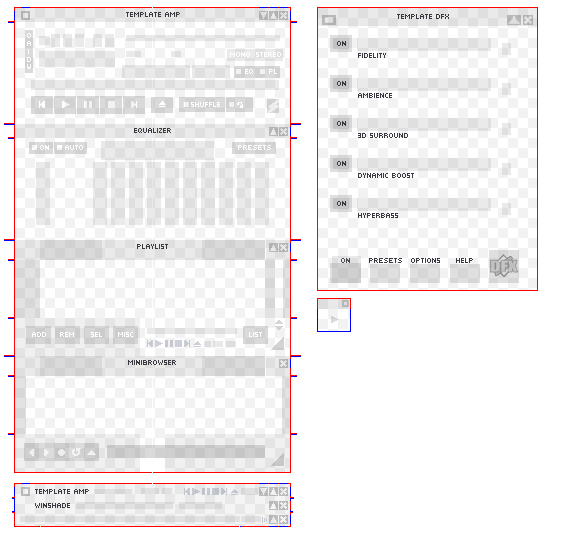 TEMPLATE AMP
O
A
I
D
V
MONO STEREO
EQ PL
SHUFFLE
EQUALIZER
ON AUTO PRESETS
PLAYLIST
ADD REM SEL MISC LIST
MINIBROWSER
TEMPLATE AMP
WINSHADE
TEMPLATE DFX
ON
FIDELITY
ON
AMBIENCE
ON
3D SURROUND
ON
DYNAMIC BOOST
ON
HYPERBASS
ON PRESETS OPTIONS HELP
DFX